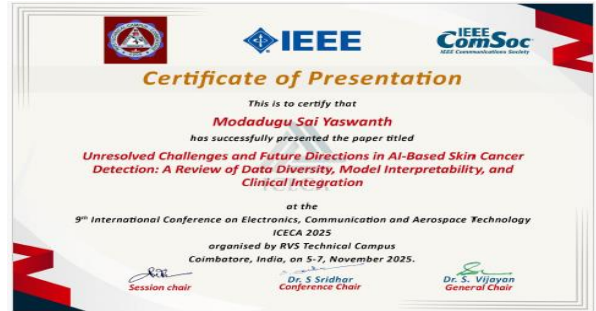 IEEE
IEEE
ComSoc
IEEE Communications Society
Certificate of Presentation
This is to certify that
Modadugu Sai Yaswanth
has successfully presented the paper titled
Unresolved Challenges and Future Directions in AI-Based Skin Cancer
Detection: A Review of Data Diversity, Model Interpretability, and
Clinical Integration
at the
9th International Conference on Electronics, Communication and Aerospace Technology
ICECA 2025
organised by RVS Technical Campus
Coimbatore, India, on 5-7, November 2025.
Session chair
Dr. S Sridhar
Conference Chair
Dr. S. Vijayan
General Chair